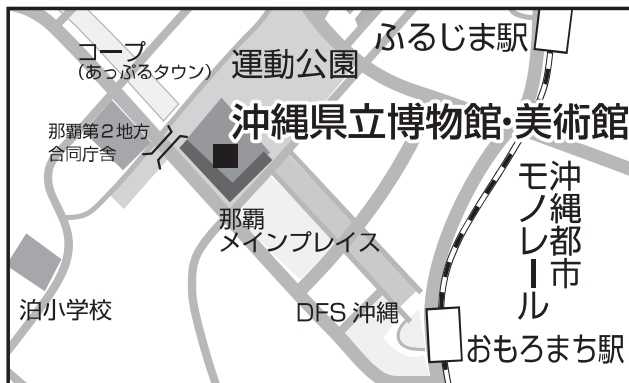 ふるじま駅
コープ
(あっぷるタウン)
運動公園
沖縄県立博物館・美術館
那覇第2地方
合同庁舎
沖縄都市
モノレール
那覇
メインプレイス
泊小学校
DFS 沖縄
おもろまち駅